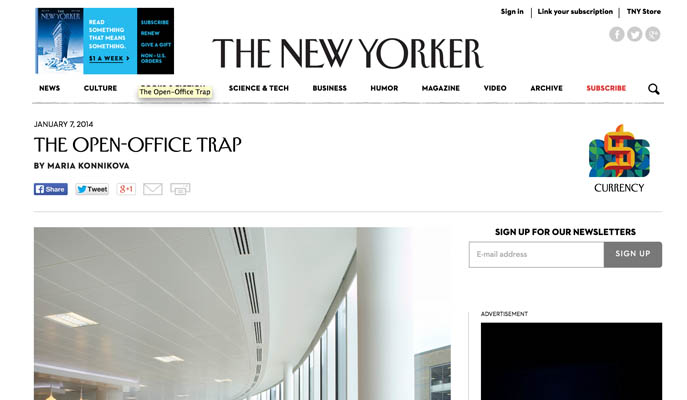 Sign in | Link your subscription | TNY Store
THE NEW YORKER
READ
SOMETHING
THAT MEANS
SOMETHING.
$1 A WEEK >
SUBSCRIBE
RENEW
GIVE A GIFT
NON-U.S.
ORDERS
THE NEW YORKER
NEWS CULTURE SCIENCE & TECH BUSINESS HUMOR MAGAZINE VIDEO ARCHIVE SUBSCRIBE
The Open-Office Trap
JANUARY 7, 2014
THE OPEN-OFFICE TRAP
BY MARIA KONNIKOVA
Share Tweet g+1
$
CURRENCY
SIGN UP FOR OUR NEWSLETTERS
E-mail address SIGN UP
ADVERTISEMENT